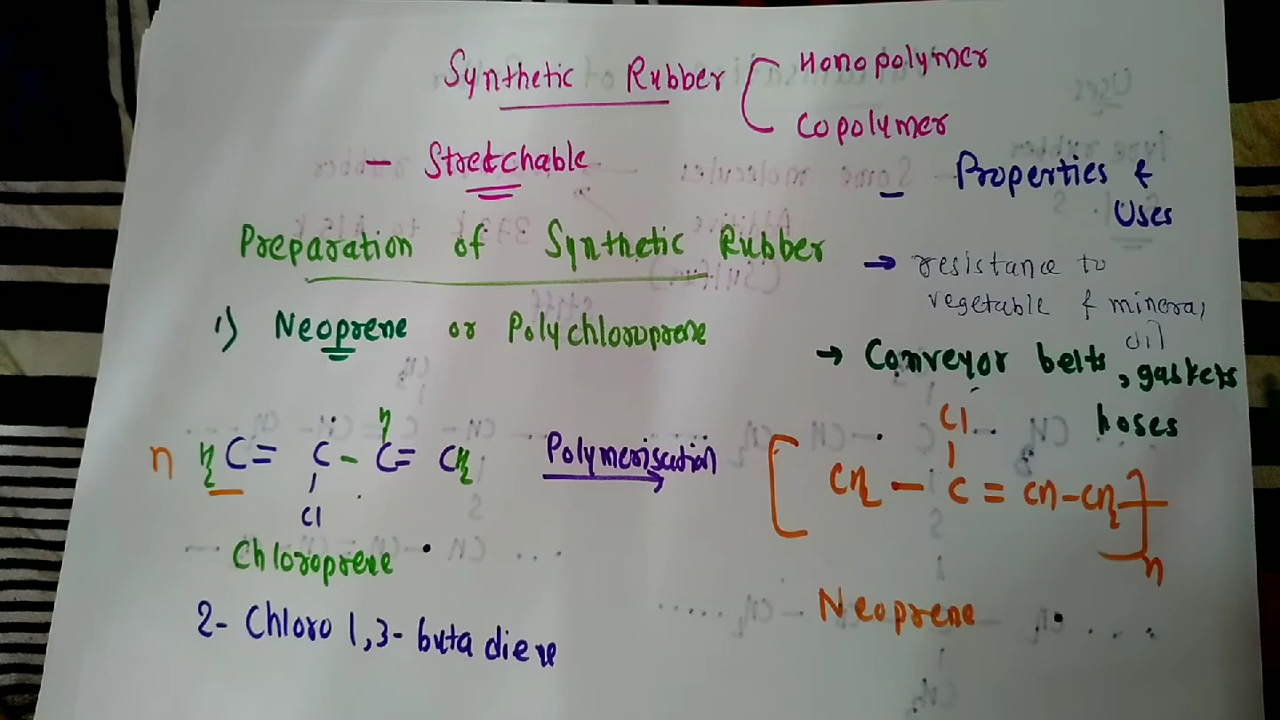 Synthetic Rubber [ Homopolymer
Copolymer
- Stretchable
- Properties &
Uses
Preparation of Synthetic Rubber
→ resistance to
vegetable & mineral
oil
1) Neoprene or Polychloroprene
→ Conveyor belts, gaskets
hoses
n H₂C = C - C = CH₂
H
Cl
Polymerisation
Cl
[ CH₂ - C = CH - CH₂ ]n
Chloroprene
Neoprene
2- Chloro 1,3- buta diene